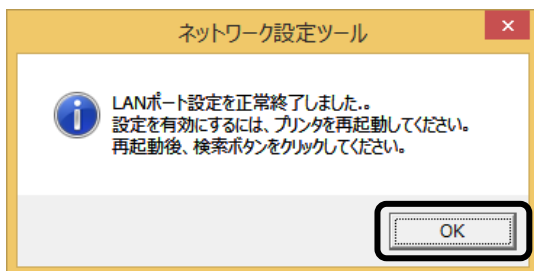 ネットワーク設定ツール
×
LANポート設定を正常終了しました.。
設定を有効にするには、プリンタを再起動してください。
再起動後、検索ボタンをクリックしてください。
OK